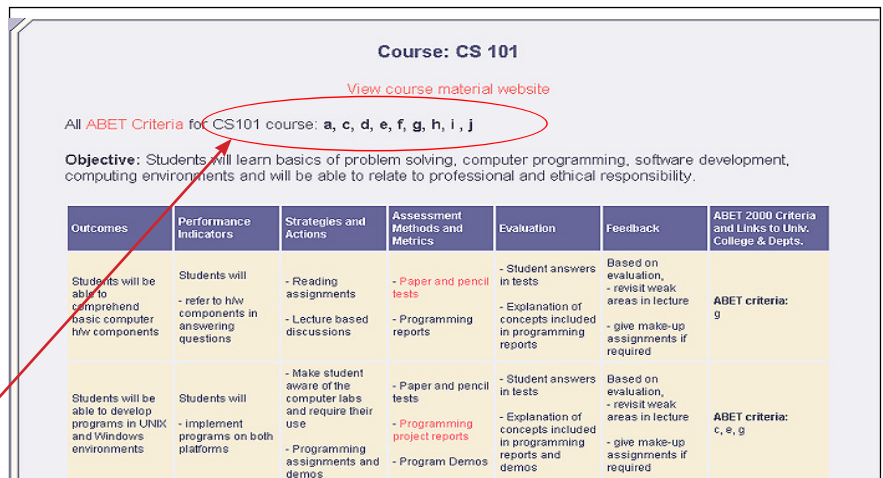 Course: CS 101
View course material website
All ABET Criteria for CS101 course: a, c, d, e, f, g, h, i , j
Objective: Students will learn basics of problem solving, computer programming, software development,
computing environments and will be able to relate to professional and ethical responsibility.
Outcomes
Performance
Indicators
Strategies and
Actions
Assessment
Methods and
Metrics
Evaluation
Feedback
ABET 2000 Criteria
and Links to Univ.
College & Depts.
Students will be
able to
comprehend
basic computer
h/w components
Students will
- refer to h/w
components in
answering
questions
- Reading
assignments
- Lecture based
discussions
- Paper and pencil
tests
- Programming
reports
- Student answers
in tests
- Explanation of
concepts included
in programming
reports
Based on
evaluation,
- revisit weak
areas in lecture
- give make-up
assignments if
required
ABET criteria:
g
Students will be
able to develop
programs in UNIX
and Windows
environments
Students will
- implement
programs on both
platforms
- Make student
aware of the
computer labs
and require their
use
- Programming
assignments and
demos
- Paper and pencil
tests
- Programming
project reports
- Program Demos
- Student answers
in tests
- Explanation of
concepts included
in programming
reports and
demos
Based on
evaluation,
- revisit weak
areas in lecture
- give make-up
assignments if
required
ABET criteria:
c, e, g